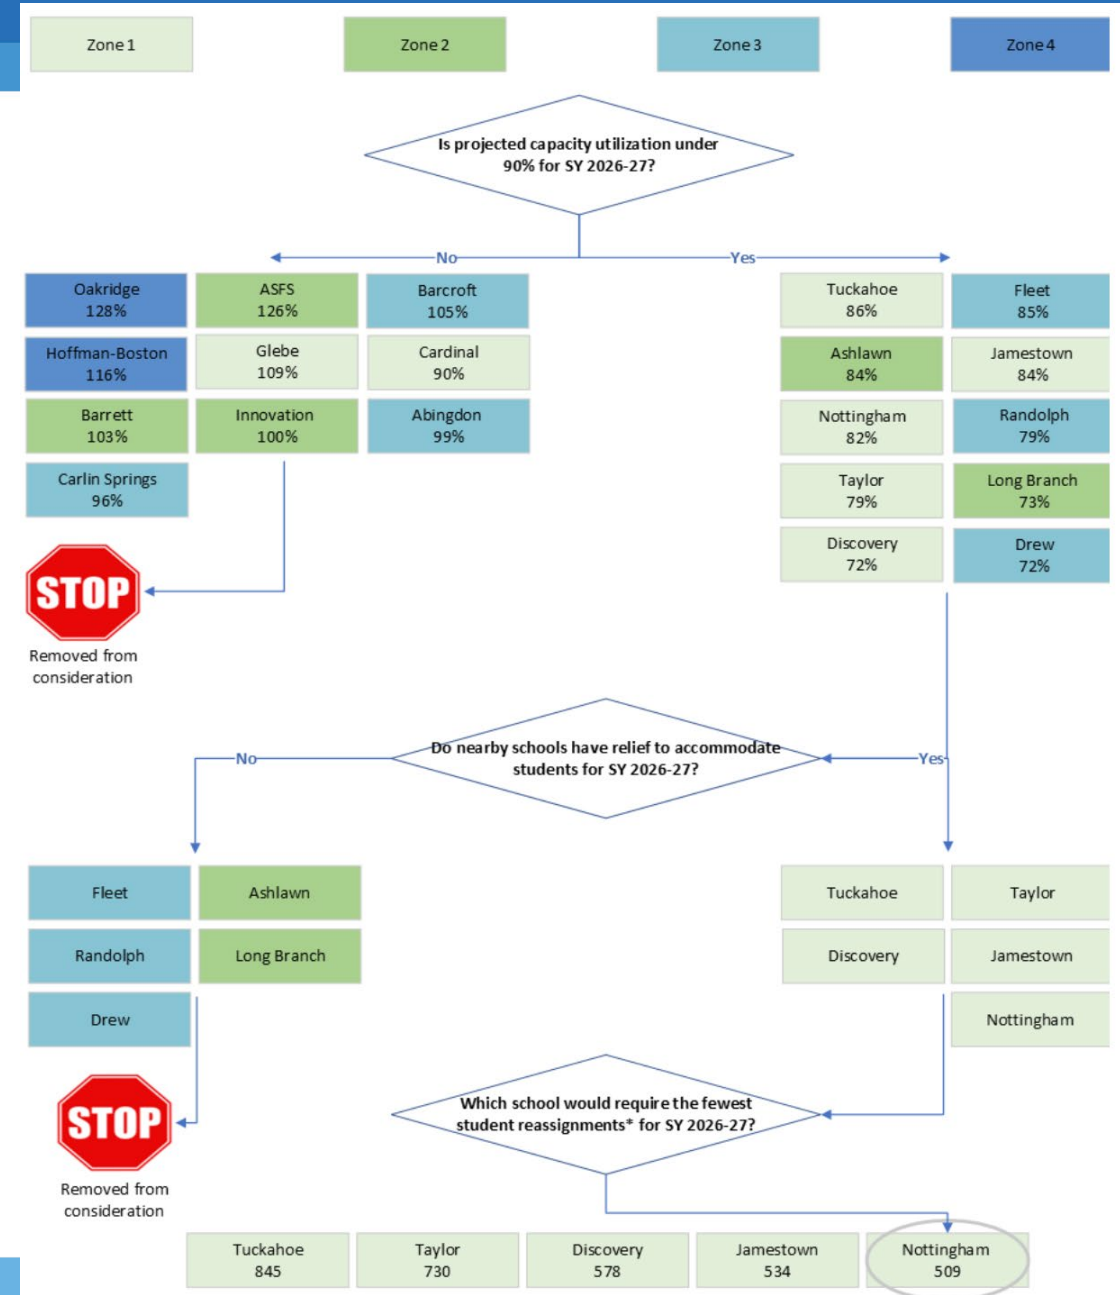 Zone 1
Zone 2
Zone 3
Zone 4
Is projected capacity utilization under
90% for SY 2026-27?
No
Yes
Oakridge
128%
ASFS
126%
Barcroft
105%
Hoffman-Boston
116%
Glebe
109%
Cardinal
90%
Barrett
103%
Innovation
100%
Abingdon
99%
Carlin Springs
96%
Tuckahoe
86%
Fleet
85%
Ashlawn
84%
Jamestown
84%
Nottingham
82%
Randolph
79%
Taylor
79%
Long Branch
73%
Discovery
72%
Drew
72%
STOP
Removed from
consideration
Do nearby schools have relief to accommodate
students for SY 2026-27?
No
Yes
Fleet
Ashlawn
Randolph
Long Branch
Drew
Tuckahoe
Taylor
Discovery
Jamestown
Nottingham
STOP
Removed from
consideration
Which school would require the fewest
student reassignments* for SY 2026-27?
Tuckahoe
845
Taylor
730
Discovery
578
Jamestown
534
Nottingham
509